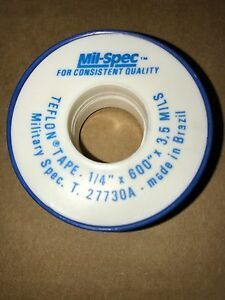 Mil-Spec™
FOR CONSISTENT QUALITY
TEFLON® TAPE · 1/4" x 600" x 3,5 MILS
Military Spec. T. 27730A - made in Brazil